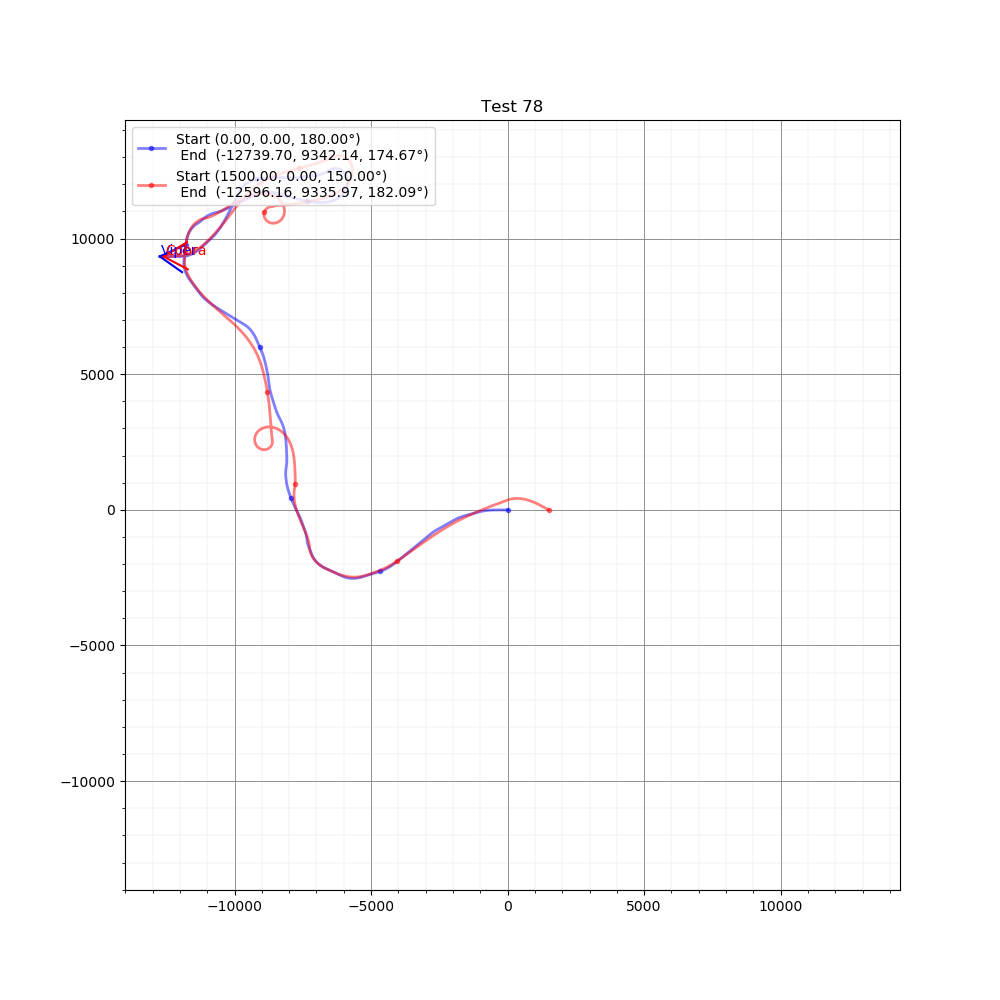 Test 78
Start (0.00, 0.00, 180.00°)
End (-12739.70, 9342.14, 174.67°)
Start (1500.00, 0.00, 150.00°)
End (-12596.16, 9335.97, 182.09°)
10000
5000
0
−5000
−10000
−10000
−5000
0
5000
10000